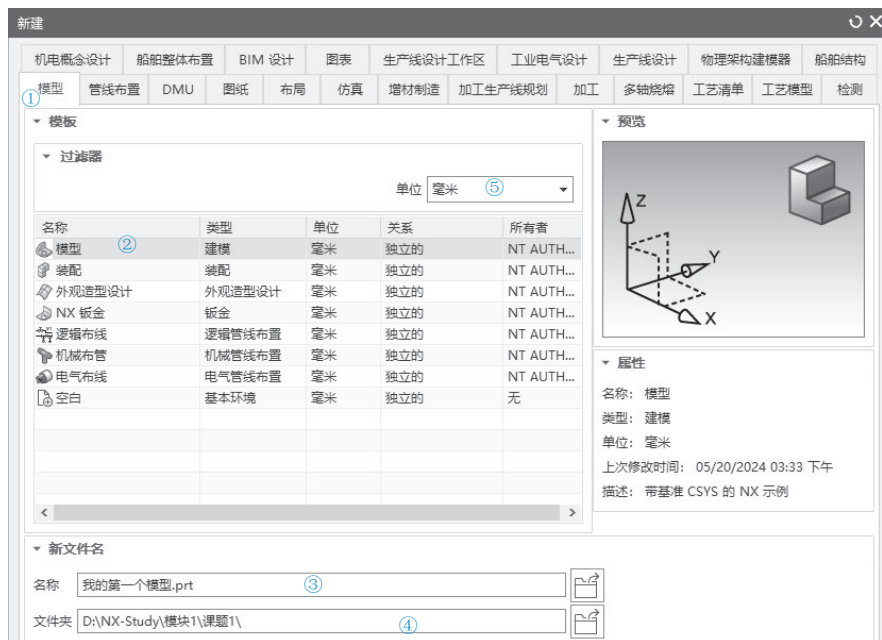 新建
机电概念设计 船舶整体布置 BIM 设计 图表 生产线设计工作区 工业电气设计 生产线设计 物理架构建模器 船舶结构
① 模型 管线布置 DMU 图纸 布局 仿真 增材制造 加工生产线规划 加工 多轴烧熔 工艺清单 工艺模型 检测
模板
过滤器
单位 毫米 ⑤
名称 类型 单位 关系 所有者
模型 ② 建模 毫米 独立的 NT AUTH...
装配 装配 毫米 独立的 NT AUTH...
外观造型设计 外观造型设计 毫米 独立的 NT AUTH...
NX 钣金 钣金 毫米 独立的 NT AUTH...
逻辑布线 逻辑管线布置 毫米 独立的 NT AUTH...
机械布管 机械管线布置 毫米 独立的 NT AUTH...
电气布线 电气管线布置 毫米 独立的 NT AUTH...
空白 基本环境 毫米 独立的 无
预览
Z
Y
X
属性
名称: 模型
类型: 建模
单位: 毫米
上次修改时间: 05/20/2024 03:33 下午
描述: 带基准 CSYS 的 NX 示例
新文件名
名称 我的第一个模型.prt ③
文件夹 D:\NX-Study\模块1\课题1\ ④